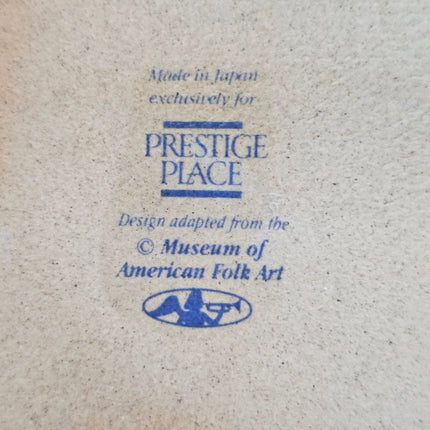 Made in Japan
exclusively for
PRESTIGE
PLACE
Design adapted from the
© Museum of
American Folk Art